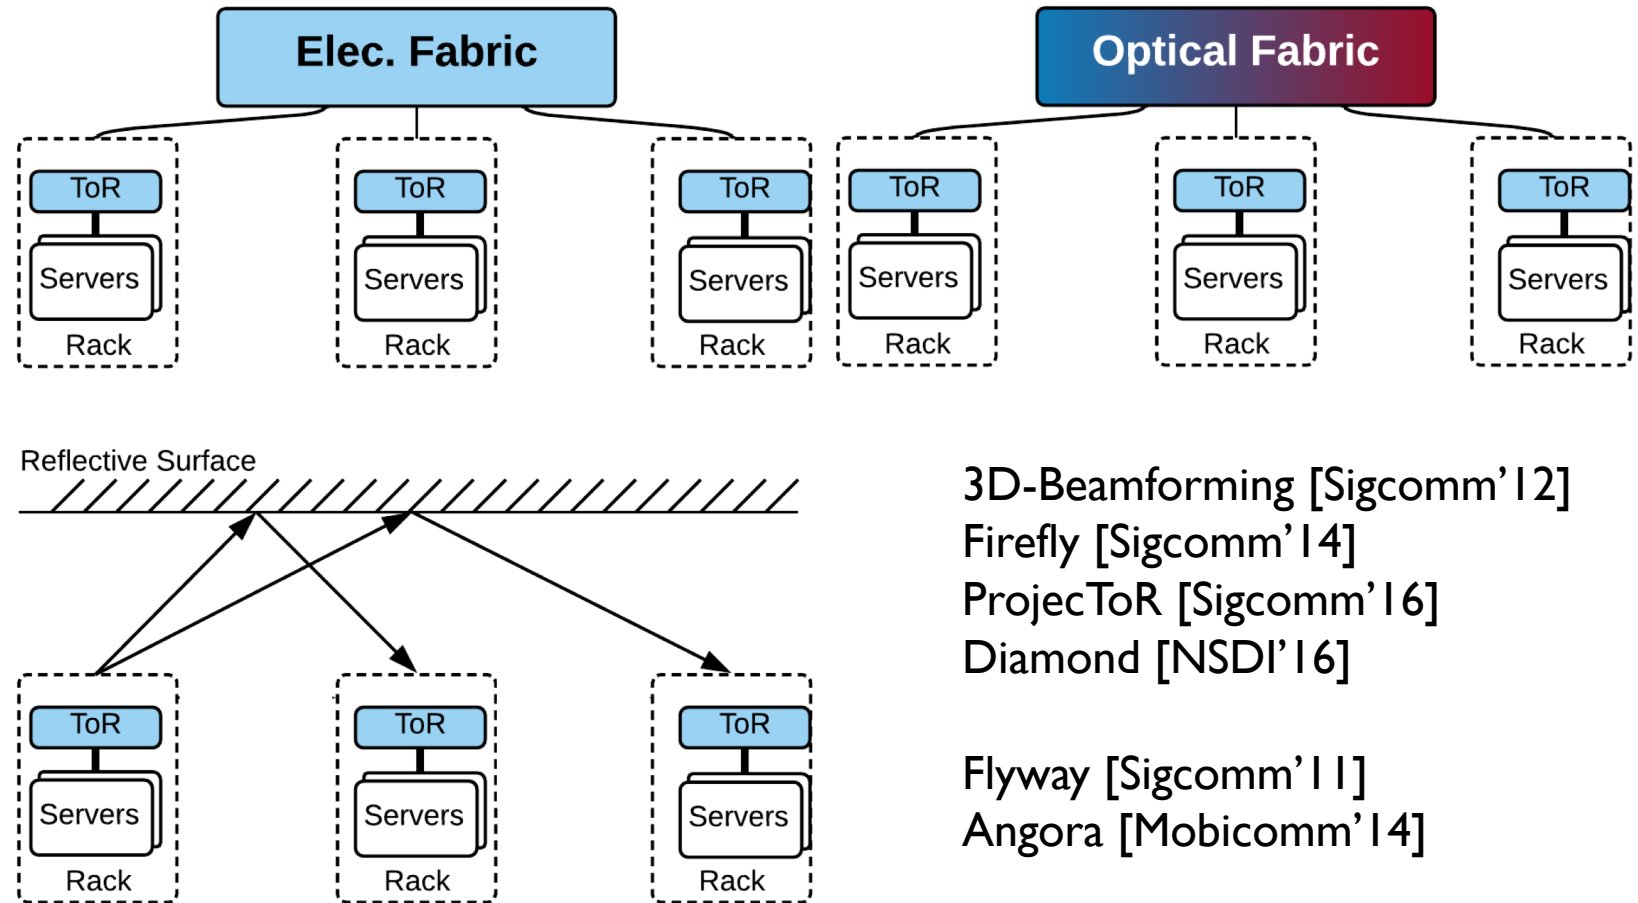 Elec. Fabric
ToR
Servers
Rack
ToR
Servers
Rack
ToR
Servers
Rack
Optical Fabric
ToR
Servers
Rack
ToR
Servers
Rack
ToR
Servers
Rack
Reflective Surface
ToR
Servers
Rack
ToR
Servers
Rack
ToR
Servers
Rack
3D-Beamforming [Sigcomm’12]
Firefly [Sigcomm’14]
ProjecToR [Sigcomm’16]
Diamond [NSDI’16]
Flyway [Sigcomm’11]
Angora [Mobicomm’14]